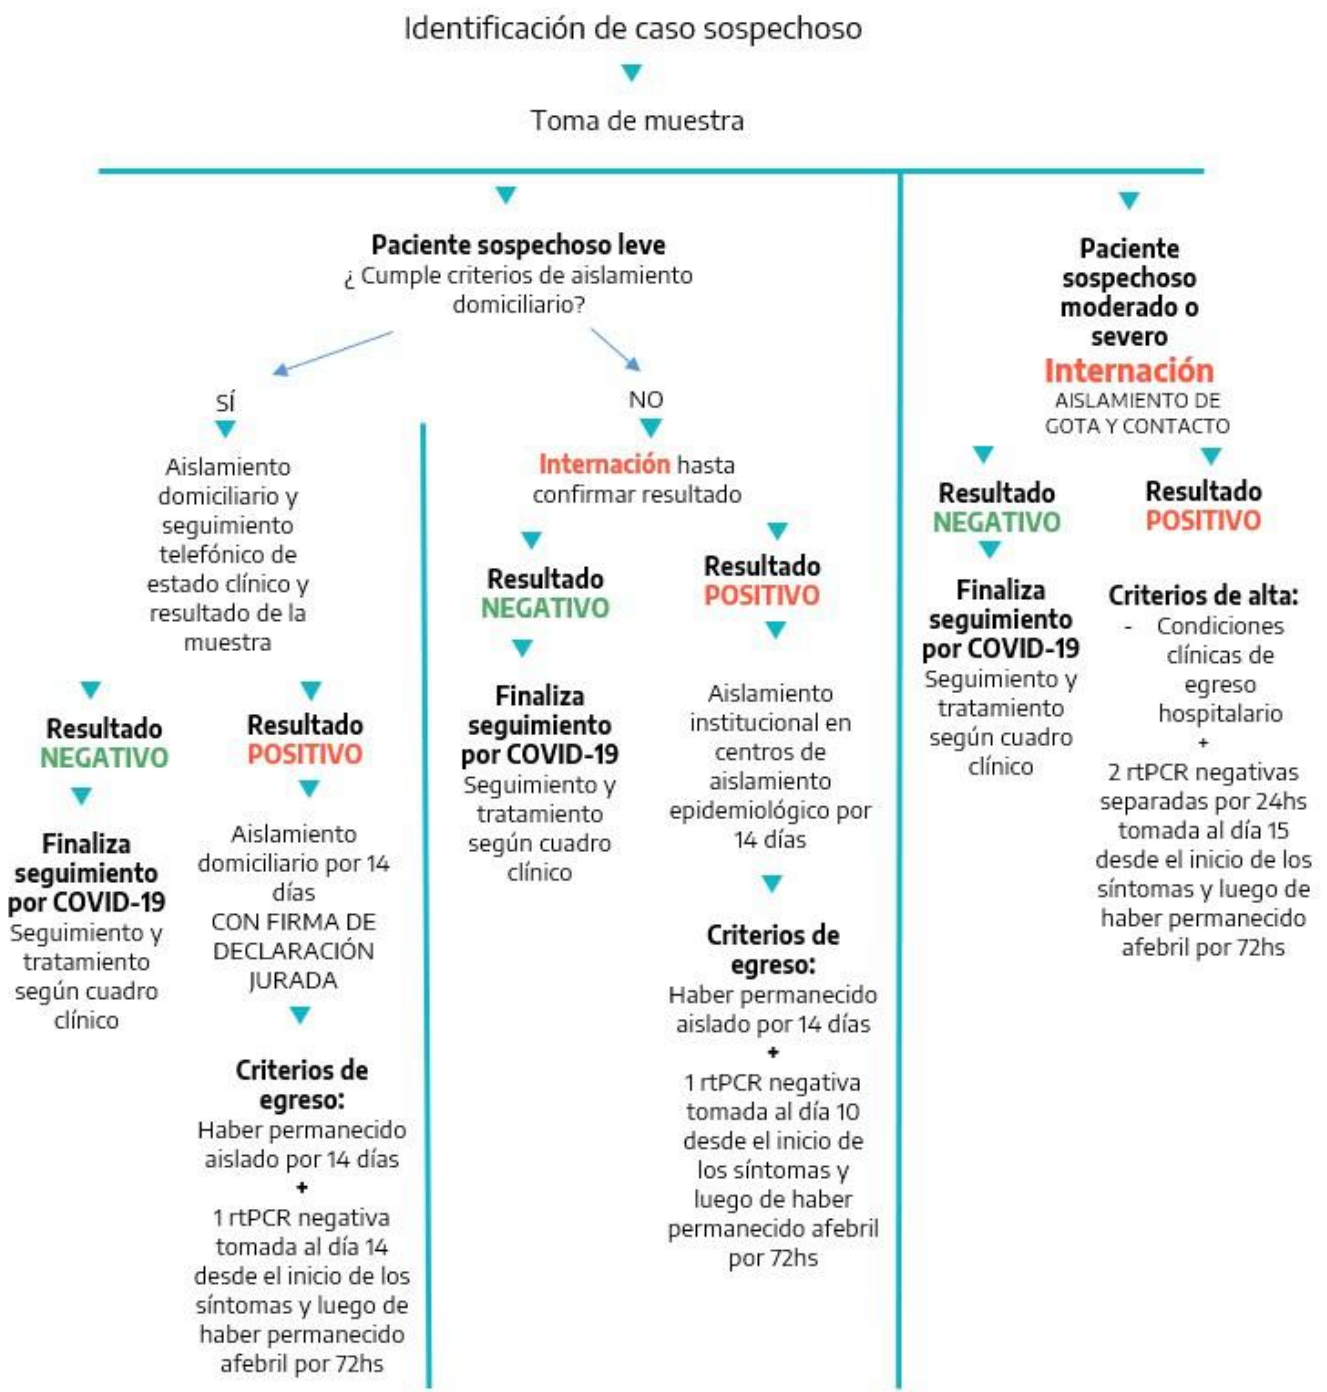 Identificación de caso sospechoso
Toma de muestra
Paciente sospechoso leve
¿ Cumple criterios de aislamiento
domiciliario?
SÍ
Aislamiento
domiciliario y
seguimiento
telefónico de
estado clínico y
resultado de la
muestra
Resultado
NEGATIVO
Finaliza
seguimiento
por COVID-19
Seguimiento y
tratamiento
según cuadro
clínico
Resultado
POSITIVO
Aislamiento
domiciliario por 14
días
CON FIRMA DE
DECLARACIÓN
JURADA
Criterios de
egreso:
Haber permanecido
aislado por 14 días
+
1 rtPCR negativa
tomada al día 14
desde el inicio de los
síntomas y luego de
haber permanecido
afebril por 72hs
NO
Internación hasta
confirmar resultado
Resultado
NEGATIVO
Finaliza
seguimiento
por COVID-19
Seguimiento y
tratamiento
según cuadro
clínico
Resultado
POSITIVO
Aislamiento
institucional en
centros de
aislamiento
epidemiológico por
14 días
Criterios de
egreso:
Haber permanecido
aislado por 14 días
+
1 rtPCR negativa
tomada al día 10
desde el inicio de
los síntomas y
luego de haber
permanecido afebril
por 72hs
Paciente
sospechoso
moderado o
severo
Internación
AISLAMIENTO DE
GOTA Y CONTACTO
Resultado
NEGATIVO
Finaliza
seguimiento
por COVID-19
Seguimiento y
tratamiento
según cuadro
clínico
Resultado
POSITIVO
Criterios de alta:
- Condiciones
clínicas de
egreso
hospitalario
+
2 rtPCR negativas
separadas por 24hs
tomada al día 15
desde el inicio de los
síntomas y luego de
haber permanecido
afebril por 72hs